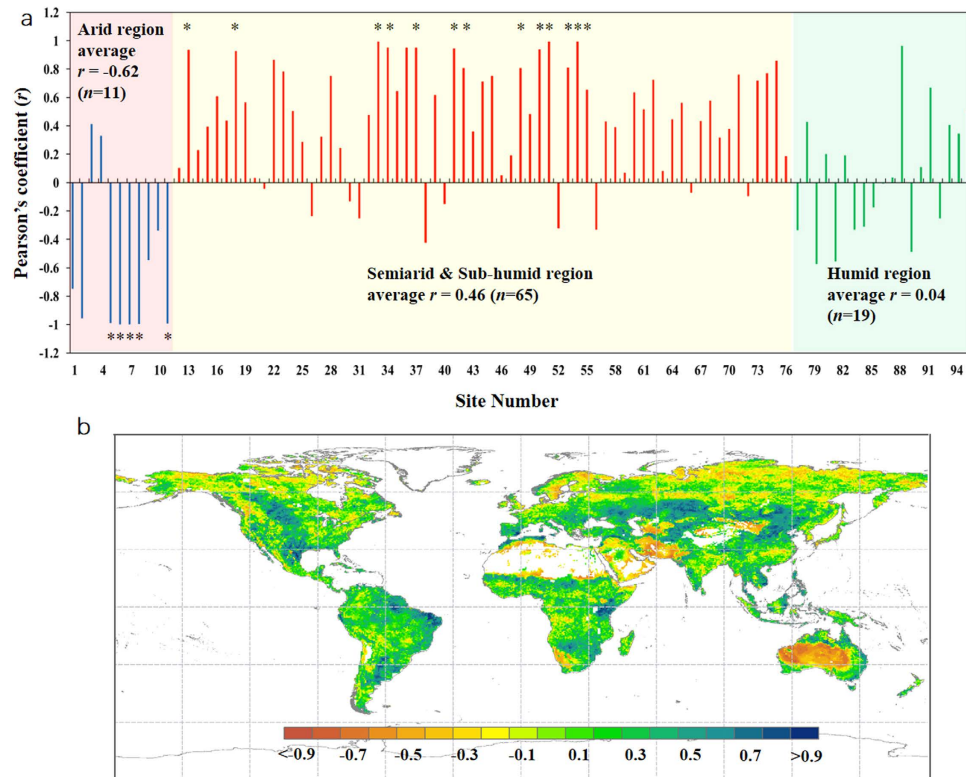 a
1.2
1
0.8
0.6
0.4
0.2
0
-0.2
-0.4
-0.6
-0.8
-1
-1.2
Pearson's coefficient (r)
Arid region
average
r = -0.62
(n=11)
* * * * * * * * * * * * * *
* * * * *
Semiarid & Sub-humid region
average r = 0.46 (n=65)
Humid region
average r = 0.04
(n=19)
1 4 7 10 13 16 19 22 25 28 31 34 37 40 43 46 49 52 55 58 61 64 67 70 73 76 79 82 85 88 91 94
Site Number
b
<-0.9 -0.7 -0.5 -0.3 -0.1 0.1 0.3 0.5 0.7 >0.9